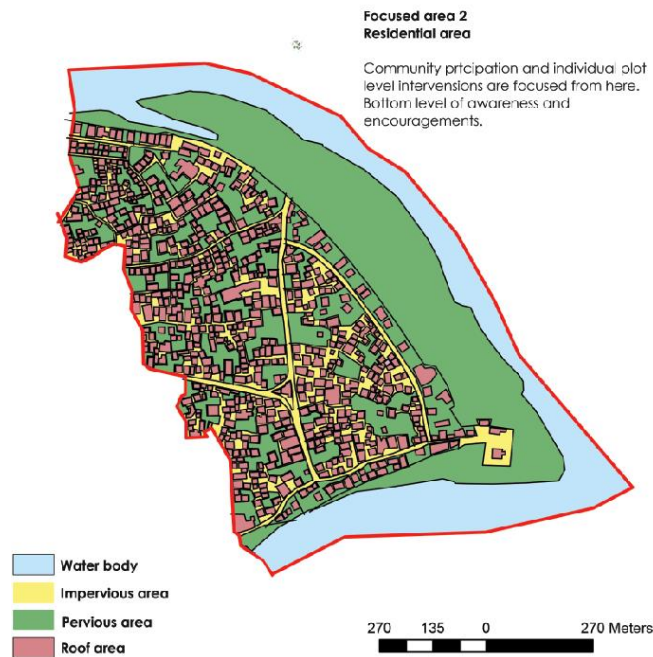 Focused area 2
Residential area
Community prtcipation and individual plot
level intervensions are focused from here.
Bottom level of awareness and
encouragements.
Water body
Impervious area
Pervious area
Roof area
270 135 0 270 Meters